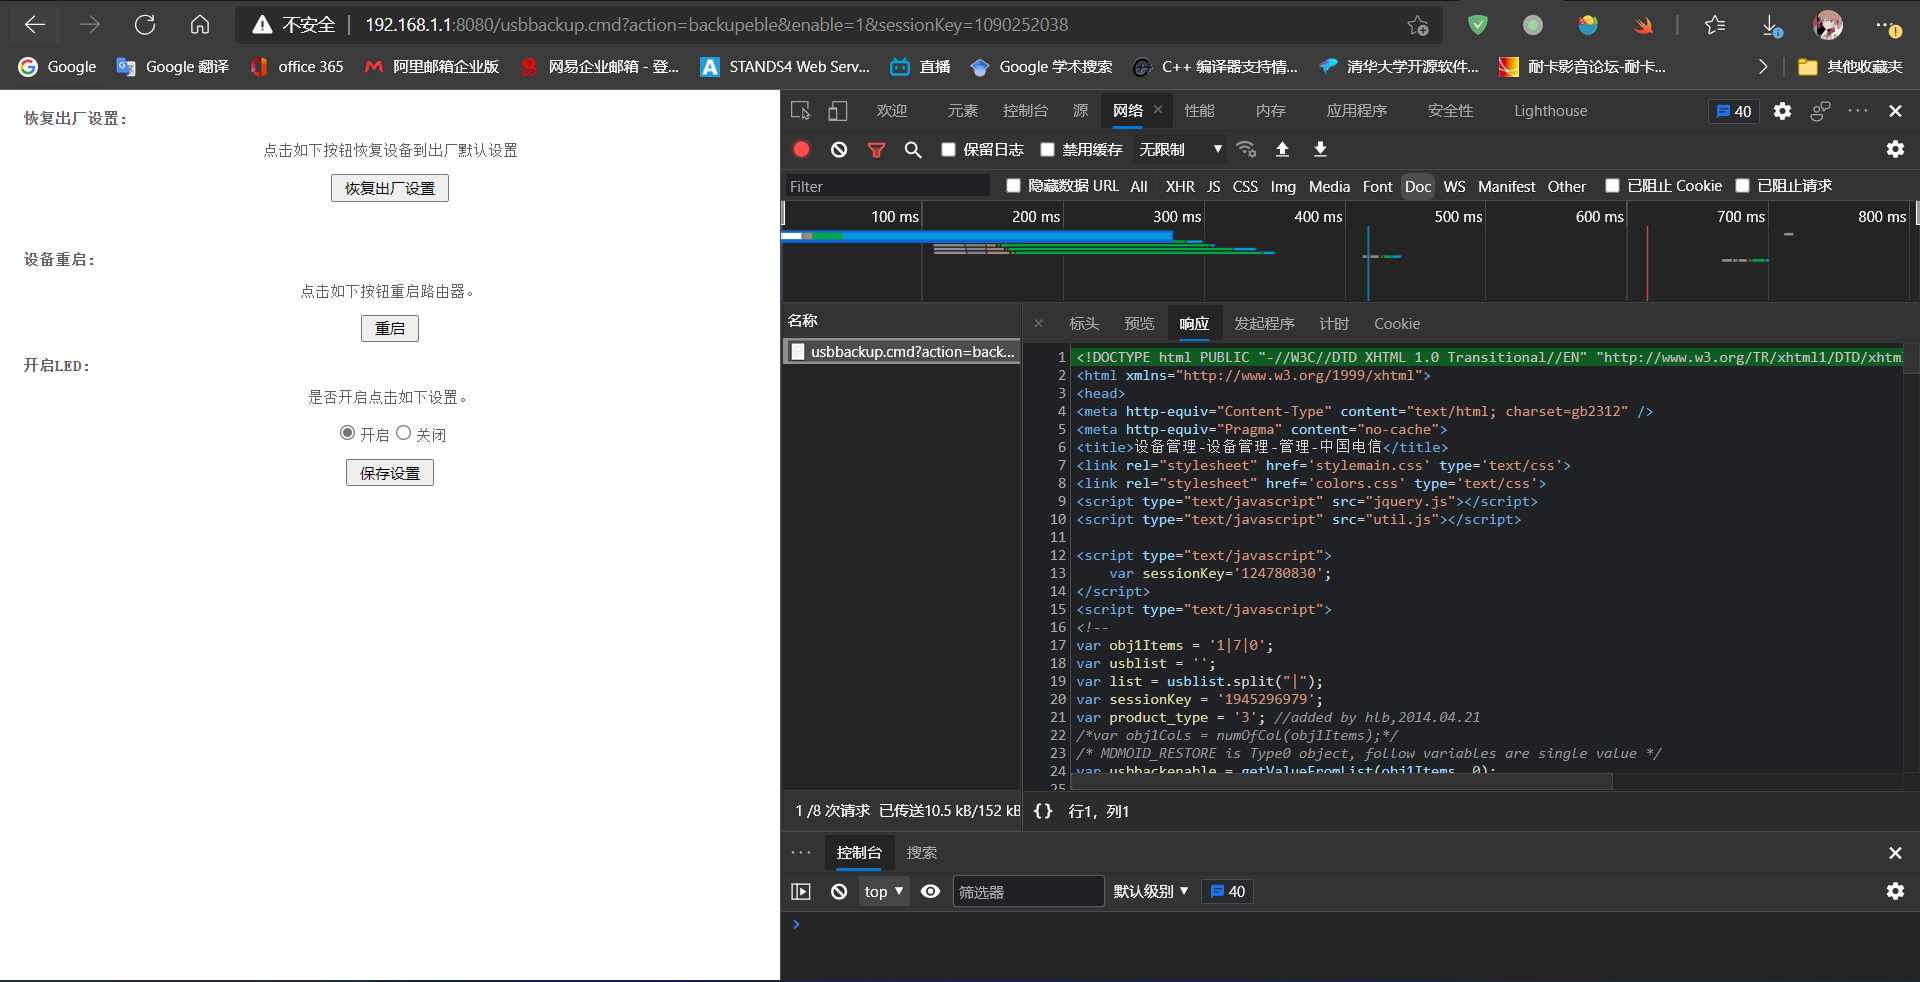 不安全 | 192.168.1.1:8080/usbbackup.cmd?action=backupeble&enable=1&sessionKey=1090252038
Google Google 翻译 office 365 阿里邮箱企业版 网易企业邮箱 - 登... STANDS4 Web Serv... 直播 Google 学术搜索 C++ 编译器支持情... 清华大学开源软件... 耐卡影音论坛-耐卡... 其他收藏夹
恢复出厂设置：
点击如下按钮恢复设备到出厂默认设置
恢复出厂设置
设备重启：
点击如下按钮重启路由器。
重启
开启LED：
是否开启点击如下设置。
开启 关闭
保存设置
欢迎 元素 控制台 源 网络 性能 内存 应用程序 安全性 Lighthouse 40
保留日志 禁用缓存 无限制
Filter 隐藏数据 URL All XHR JS CSS Img Media Font Doc WS Manifest Other 已阻止 Cookie 已阻止请求
100 ms 200 ms 300 ms 400 ms 500 ms 600 ms 700 ms 800 ms
名称
usbbackup.cmd?action=back...
1 /8 次请求 已传送10.5 kB/152 kB
标头 预览 响应 发起程序 计时 Cookie
1 <!DOCTYPE html PUBLIC "-//W3C//DTD XHTML 1.0 Transitional//EN" "http://www.w3.org/TR/xhtml1/DTD/xhtml
2 <html xmlns="http://www.w3.org/1999/xhtml">
3 <head>
4 <meta http-equiv="Content-Type" content="text/html; charset=gb2312" />
5 <meta http-equiv="Pragma" content="no-cache">
6 <title>设备管理-设备管理-管理-中国电信</title>
7 <link rel="stylesheet" href='stylemain.css' type='text/css'>
8 <link rel="stylesheet" href='colors.css' type='text/css'>
9 <script type="text/javascript" src="jquery.js"></script>
10 <script type="text/javascript" src="util.js"></script>
11
12 <script type="text/javascript">
13 var sessionKey='124780830';
14 </script>
15 <script type="text/javascript">
16 <!--
17 var obj1Items = '1|7|0';
18 var usblist = '';
19 var list = usblist.split("|");
20 var sessionKey = '1945296979';
21 var product_type = '3'; //added by hlb,2014.04.21
22 /*var obj1Cols = numOfCol(obj1Items);*/
23 /* MDMOID_RESTORE is Type0 object, follow variables are single value */
24 var usbbackenable = getValueFromList(obj1Items, 0);
25
{} 行1，列1
控制台 搜索
top 筛选器 默认级别 40